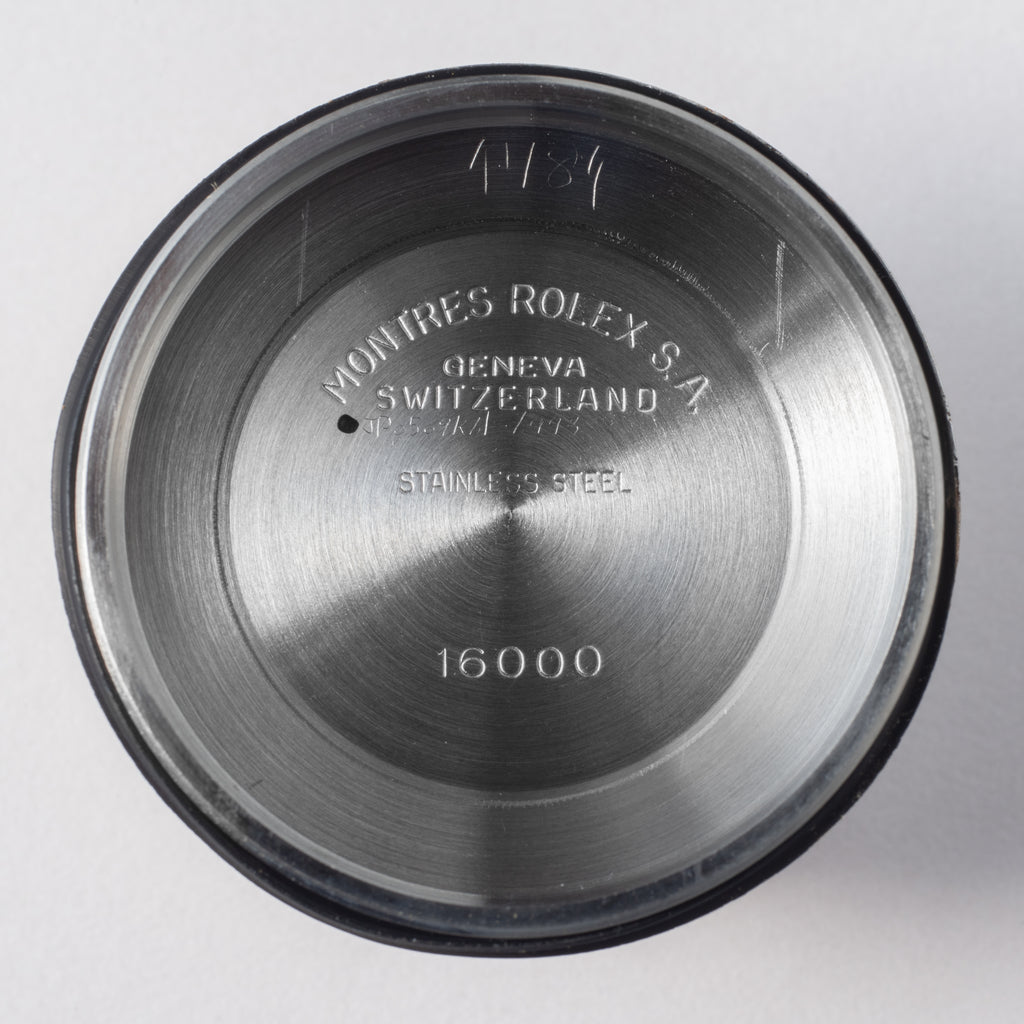 MONTRES ROLEX S.A.
GENEVA
SWITZERLAND
STAINLESS STEEL
16000